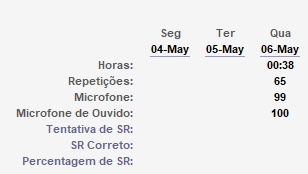 Seg Ter Qua
04-May 05-May 06-May
Horas: 00:38
Repetições: 65
Microfone: 99
Microfone de Ouvido: 100
Tentativa de SR:
SR Correto:
Percentagem de SR: